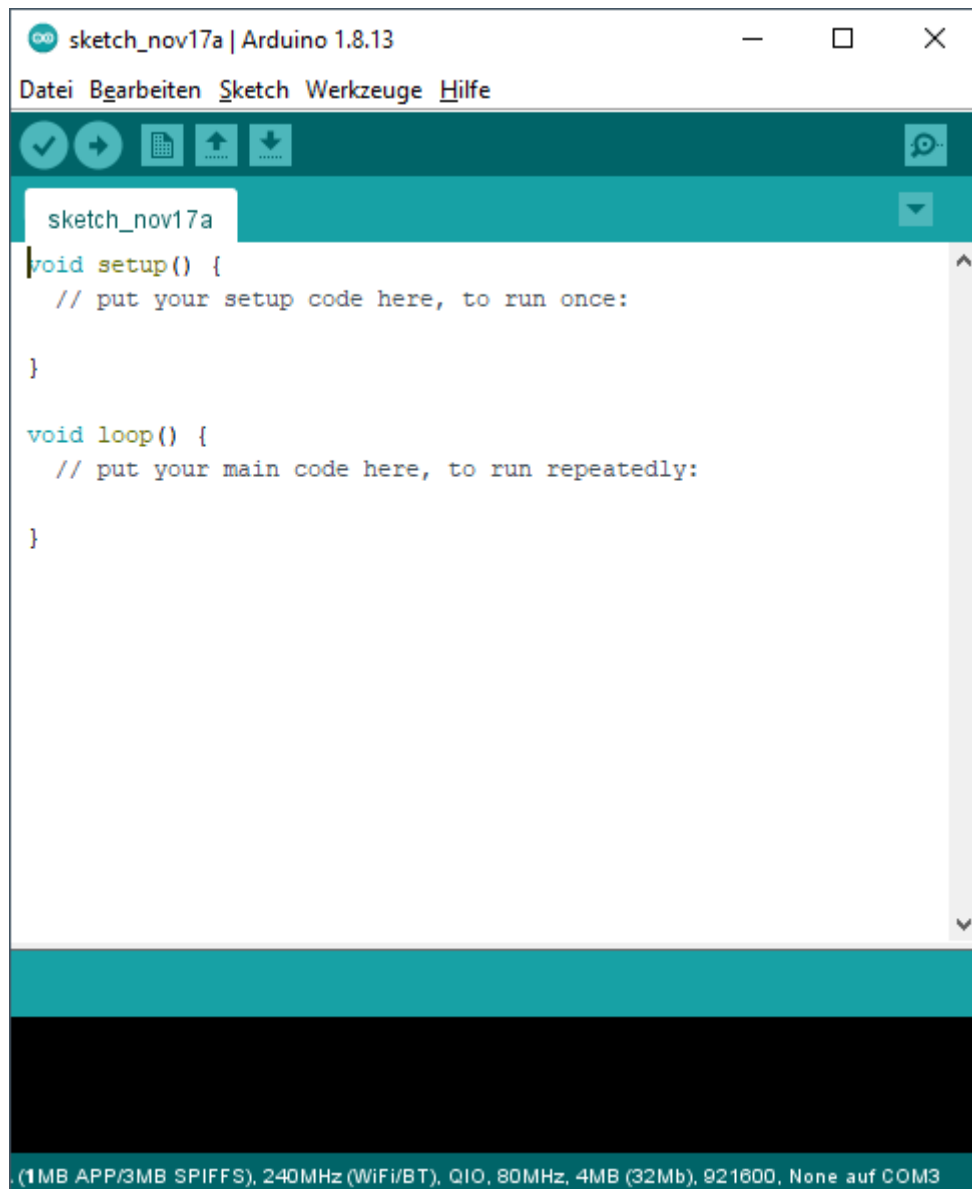 sketch_nov17a | Arduino 1.8.13
Datei Bearbeiten Sketch Werkzeuge Hilfe
sketch_nov17a
void setup() {
  // put your setup code here, to run once:
}
void loop() {
  // put your main code here, to run repeatedly:
}
(1MB APP/3MB SPIFFS), 240MHz (WiFi/BT), QIO, 80MHz, 4MB (32Mb), 921600, None auf COM3